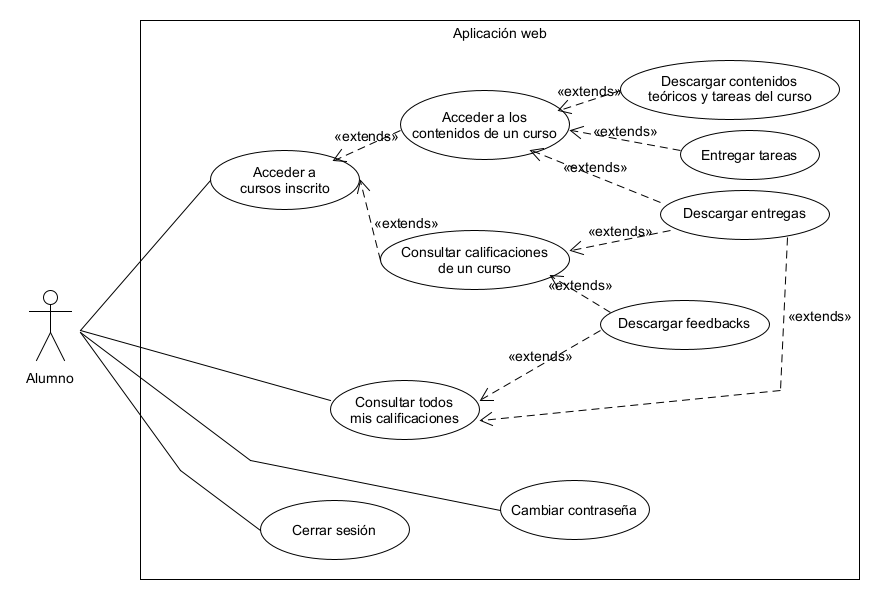 Aplicación web
Descargar contenidos
teóricos y tareas del curso
«extends»
Acceder a los
contenidos de un curso
«extends»
«extends»
Entregar tareas
«extends»
Acceder a
cursos inscrito
Descargar entregas
«extends»
«extends»
Consultar calificaciones
de un curso
«extends»
Descargar feedbacks
«extends»
«extends»
Alumno
Consultar todos
mis calificaciones
Cambiar contraseña
Cerrar sesión